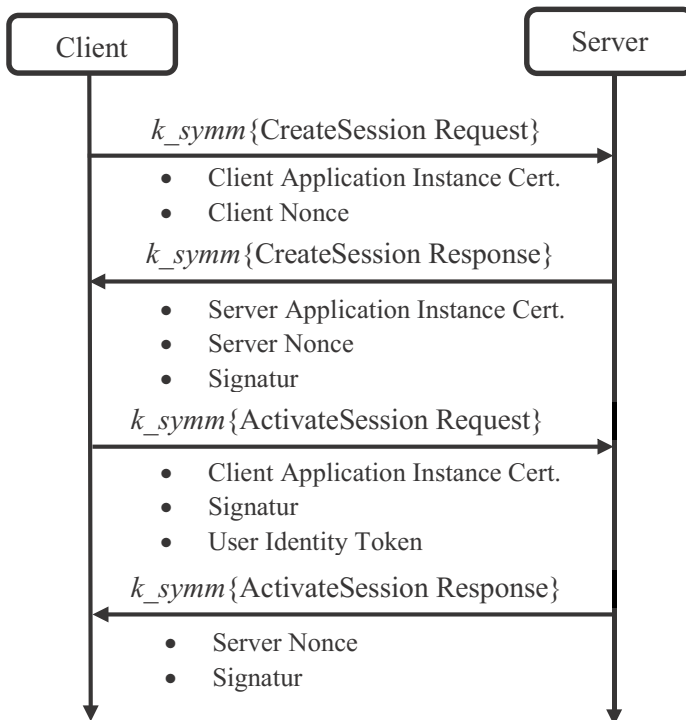 Client
Server
k_symm{CreateSession Request}
• Client Application Instance Cert.
• Client Nonce
k_symm{CreateSession Response}
• Server Application Instance Cert.
• Server Nonce
• Signatur
k_symm{ActivateSession Request}
• Client Application Instance Cert.
• Signatur
• User Identity Token
k_symm{ActivateSession Response}
• Server Nonce
• Signatur